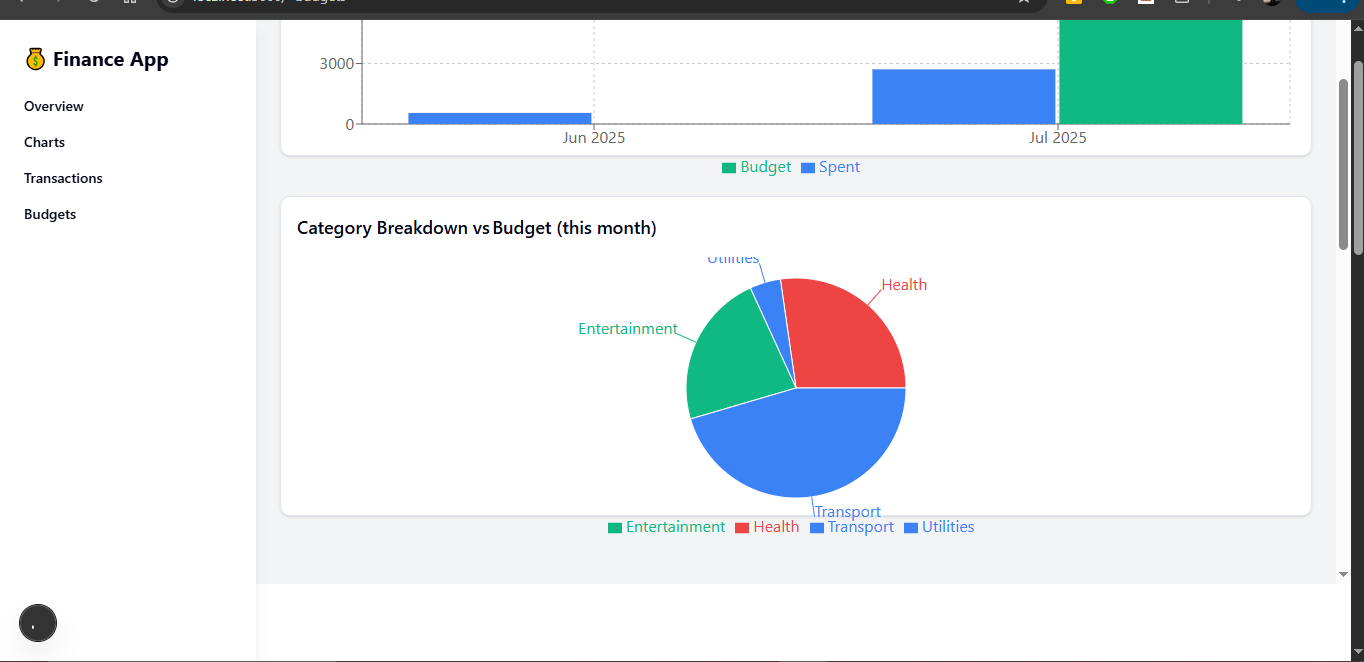 Finance App
Overview
Charts
Transactions
Budgets
3000
0
Jun 2025
Jul 2025
Budget
Spent
Category Breakdown vs Budget (this month)
Utilities
Health
Entertainment
Transport
Entertainment
Health
Transport
Utilities